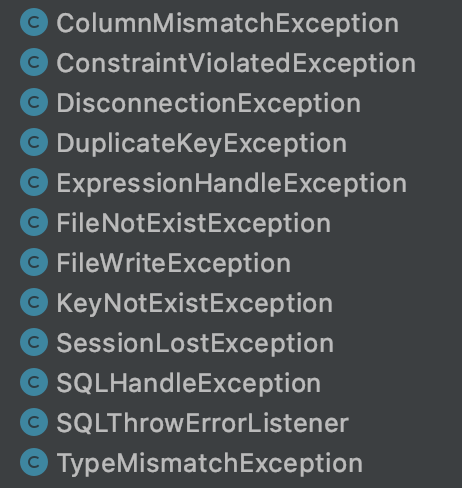 C ColumnMismatchException
C ConstraintViolatedException
C DisconnectionException
C DuplicateKeyException
C ExpressionHandleException
C FileNotExistException
C FileWriteException
C KeyNotExistException
C SessionLostException
C SQLHandleException
C SQLThrowErrorListener
C TypeMismatchException